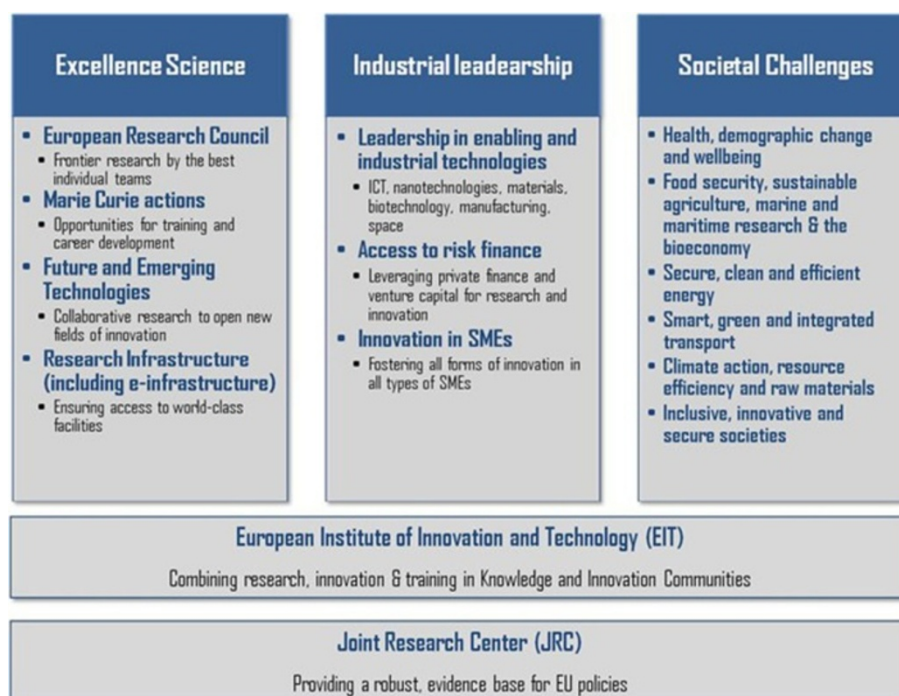 Excellence Science
▪ European Research Council
▪ Frontier research by the best
individual teams
▪ Marie Curie actions
▪ Opportunities for training and
career development
▪ Future and Emerging
Technologies
▪ Collaborative research to open new
fields of innovation
▪ Research Infrastructure
(including e-infrastructure)
▪ Ensuring access to world-class
facilities
Industrial leadearship
▪ Leadership in enabling and
industrial technologies
▪ ICT, nanotechnologies, materials,
biotechnology, manufacturing,
space
▪ Access to risk finance
▪ Leveraging private finance and
venture capital for research and
innovation
▪ Innovation in SMEs
▪ Fostering all forms of innovation in
all types of SMEs
Societal Challenges
▪ Health, demographic change
and wellbeing
▪ Food security, sustainable
agriculture, marine and
maritime research & the
bioeconomy
▪ Secure, clean and efficient
energy
▪ Smart, green and integrated
transport
▪ Climate action, resource
efficiency and raw materials
▪ Inclusive, innovative and
secure societies
European Institute of Innovation and Technology (EIT)
Combining research, innovation & training in Knowledge and Innovation Communities
Joint Research Center (JRC)
Providing a robust, evidence base for EU policies